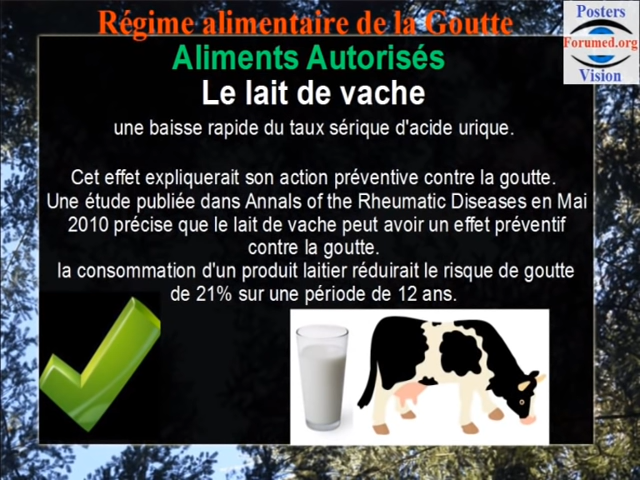 Régime alimentaire de la Goutte
Posters
Forumed.org
Vision
Aliments Autorisés
Le lait de vache
une baisse rapide du taux sérique d'acide urique.
Cet effet expliquerait son action préventive contre la goutte.
Une étude publiée dans Annals of the Rheumatic Diseases en Mai
2010 précise que le lait de vache peut avoir un effet préventif
contre la goutte.
la consommation d'un produit laitier réduirait le risque de goutte
de 21% sur une période de 12 ans.